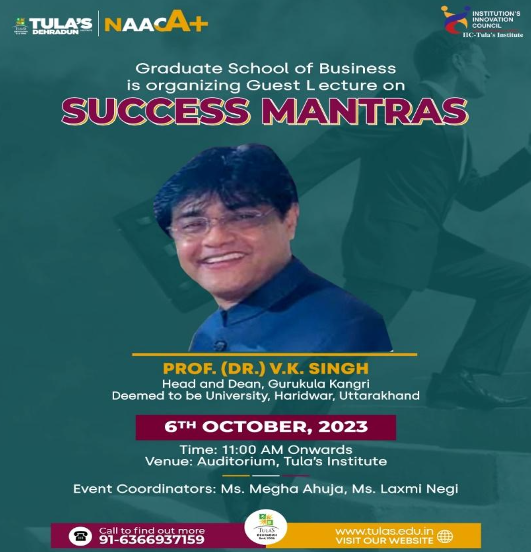 TULA'S
DEHRADUN
NAAC A+
INSTITUTION'S
INNOVATION
COUNCIL
IIC-Tula's Institute
Graduate School of Business
is organizing Guest Lecture on
SUCCESS MANTRAS
PROF. (DR.) V.K. SINGH
Head and Dean, Gurukula Kangri
Deemed to be University, Haridwar, Uttarakhand
6TH OCTOBER, 2023
Time: 11:00 AM Onwards
Venue: Auditorium, Tula's Institute
Event Coordinators: Ms. Megha Ahuja, Ms. Laxmi Negi
Call to find out more
91-6366937159
TULA'S
www.tulas.edu.in
VISIT OUR WEBSITE